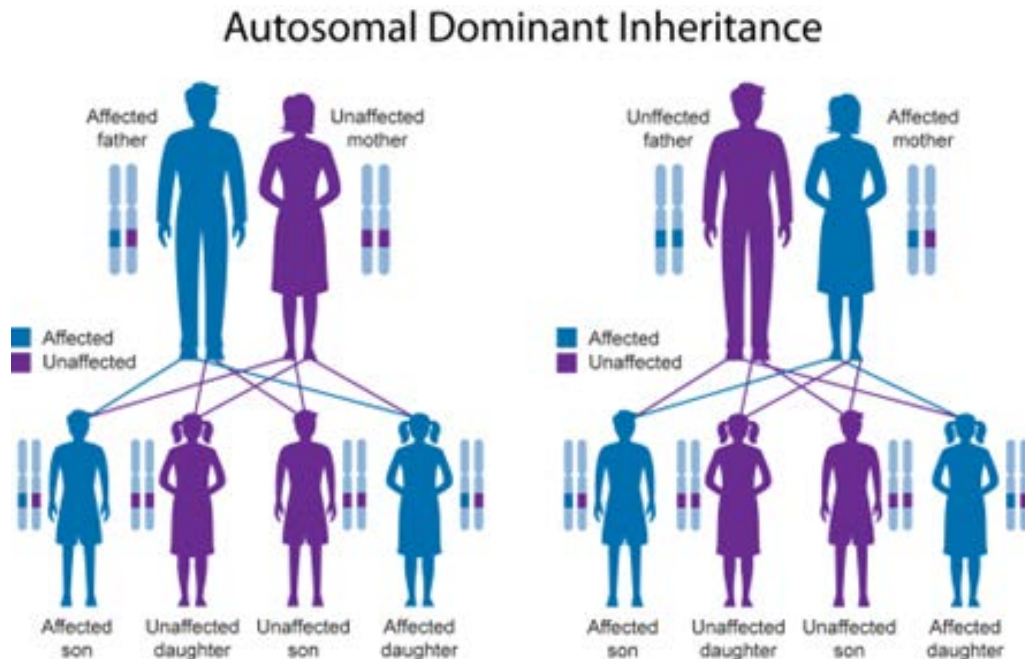 Autosomal Dominant Inheritance
Affected
father
Unaffected
mother
Affected
Unaffected
Affected
son
Unaffected
daughter
Unaffected
son
Affected
daughter
Unffected
father
Affected
mother
Affected
Unaffected
Affected
son
Unaffected
daughter
Unaffected
son
Affected
daughter